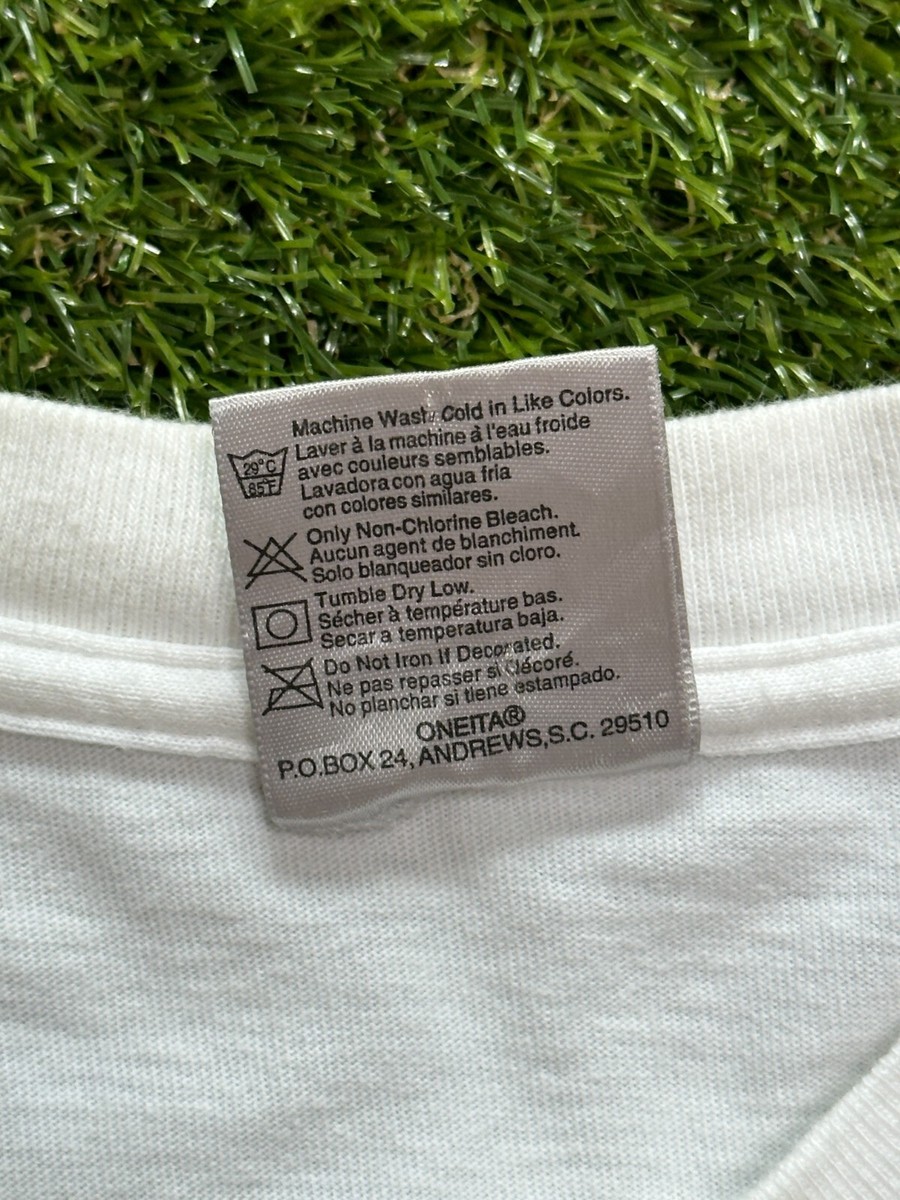 Machine Wash Cold in Like Colors.
Laver à la machine à l'eau froide
avec couleurs semblables.
Lavadora con agua fria
con colores similares.
29°C
85°F
Only Non-Chlorine Bleach.
Aucun agent de blanchiment.
Solo blanqueador sin cloro.
Tumble Dry Low.
Sécher à température bas.
Secar a temperatura baja.
Do Not Iron If Decorated.
Ne pas repasser si décoré.
No planchar si tiene estampado.
ONEITA®
P.O.BOX 24, ANDREWS,S.C. 29510